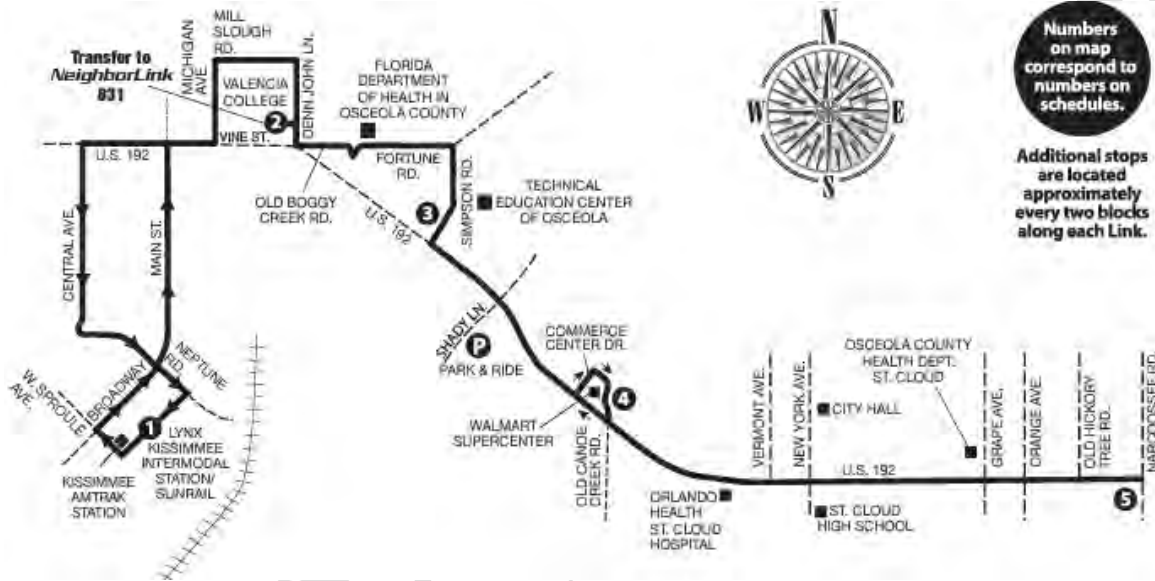 MILL
SLOUGH
RD.
MICHIGAN
AVE
Transfer to
NeighborLink
831
VALENCIA
COLLEGE
2
DENN JOHN LN.
FLORIDA
DEPARTMENT
OF HEALTH IN
OSCEOLA COUNTY
VINE ST.
U.S. 192
FORTUNE
RD.
OLD BOGGY
CREEK RD.
U.S. 192
3
SIMPSON RD.
TECHNICAL
EDUCATION CENTER
OF OSCEOLA
N
W
E
S
Numbers
on map
correspond to
numbers on
schedules.
Additional stops
are located
approximately
every two blocks
along each Link.
CENTRAL AVE.
MAIN ST.
NEPTUNE
RD.
BROADWAY
W. SPROULE
AVE.
1
LYNX
KISSIMMEE
INTERMODAL
STATION/
SUNRAIL
KISSIMMEE
AMTRAK
STATION
SHADY LN.
P
PARK & RIDE
COMMERCE
CENTER DR.
4
WALMART
SUPERCENTER
OLD CANOE
CREEK RD.
ORLANDO
HEALTH
ST. CLOUD
HOSPITAL
VERMONT AVE.
NEW YORK AVE.
OSCEOLA COUNTY
HEALTH DEPT.
ST. CLOUD
CITY HALL
U.S. 192
ST. CLOUD
HIGH SCHOOL
GRAPE AVE.
ORANGE AVE.
OLD HICKORY
TREE RD.
NARCOOSSEE RD.
5